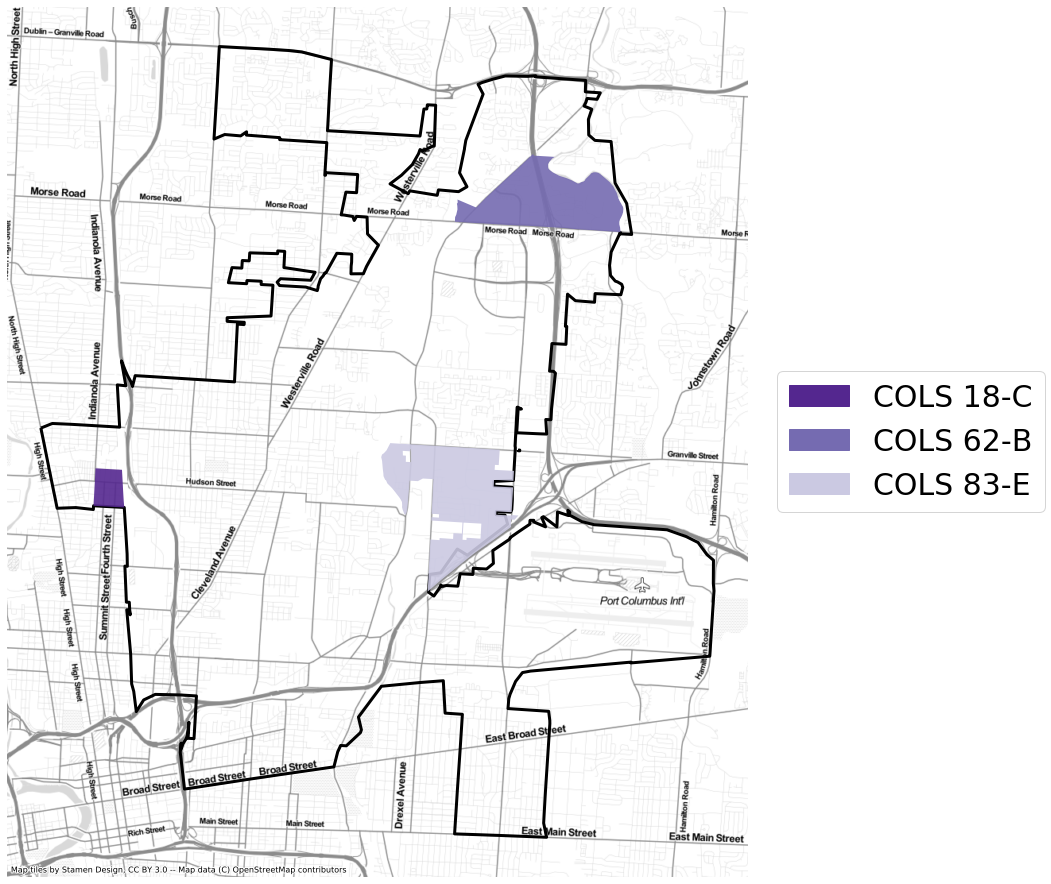 North High Street
Dublin – Granville Road
Busch
Westerville Road
Morse Road
Morse Road
Morse Road
Morse Road
Morse Road
Morse Road
Morse R
Indianola Avenue
North High Street
Indianola Avenue
Westerville Road
Johnstown Road
COLS 18-C
COLS 62-B
COLS 83-E
High Street
Hudson Street
Granville Street
Hamilton Road
Summit Street
Fourth Street
Cleveland Avenue
High Street
High Street
High Street
Port Columbus Int'l
Hamilton Road
East Broad Street
Broad Street
Broad Street
Broad Street
High Street
Drexel Avenue
Hamilton Road
Rich Street
Main Street
Main Street
East Main Street
East Main Street
Map tiles by Stamen Design, CC BY 3.0 -- Map data (C) OpenStreetMap contributors